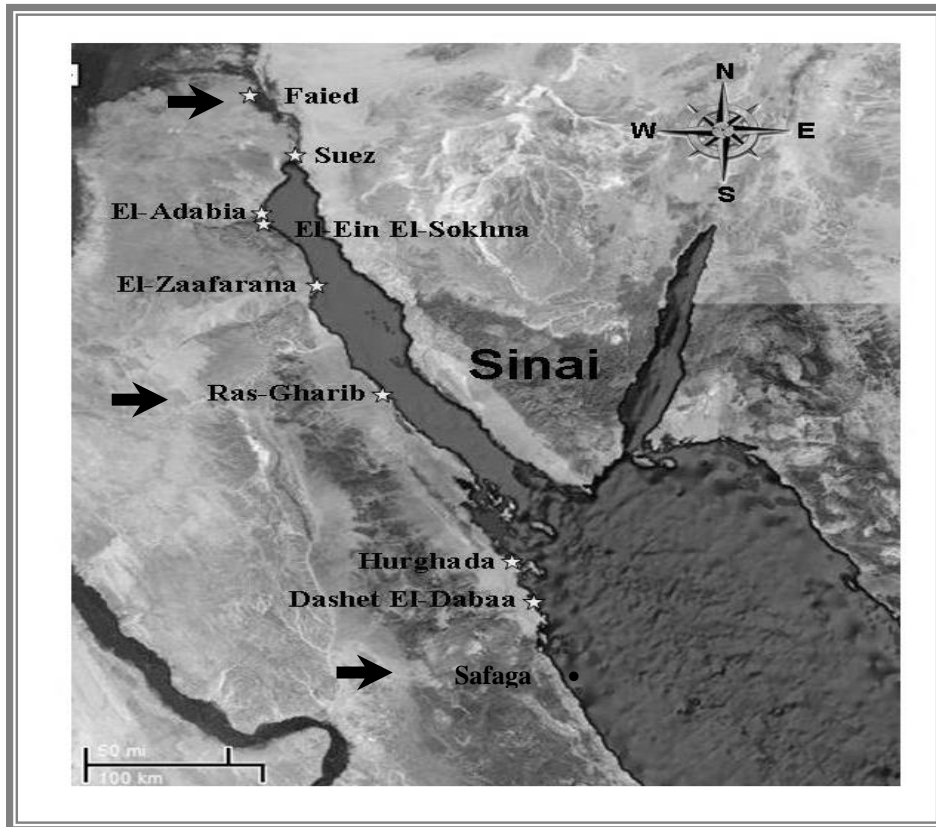 N
Faied
W E
Suez
S
El-Adabia
El-Ein El-Sokhna
El-Zaafarana
Sinai
Ras-Gharib
Hurghada
Dashet El-Dabaa
Safaga
50 mi
100 km